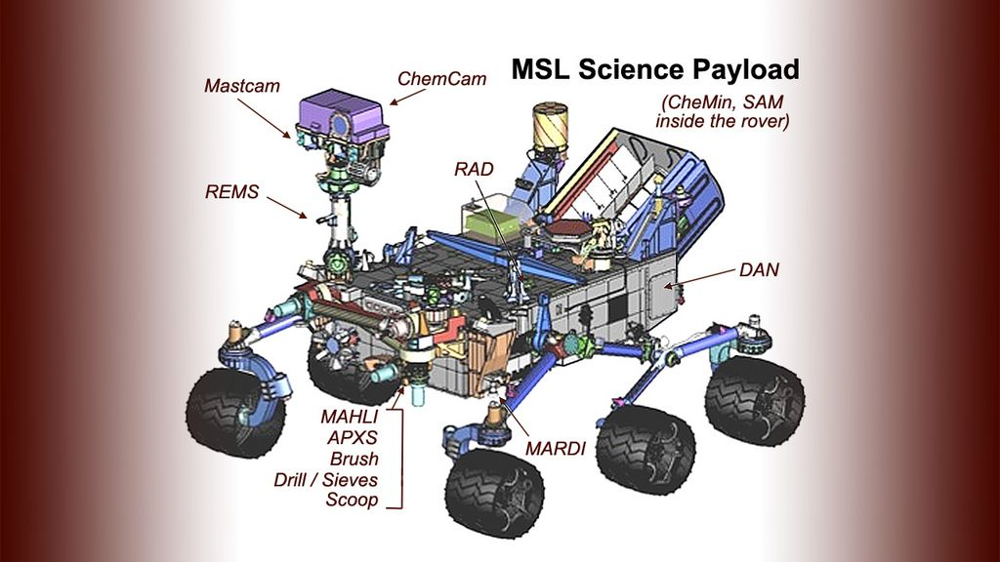 MSL Science Payload
(CheMin, SAM
inside the rover)
Mastcam
ChemCam
REMS
RAD
DAN
MAHLI
APXS
Brush
Drill / Sieves
Scoop
MARDI